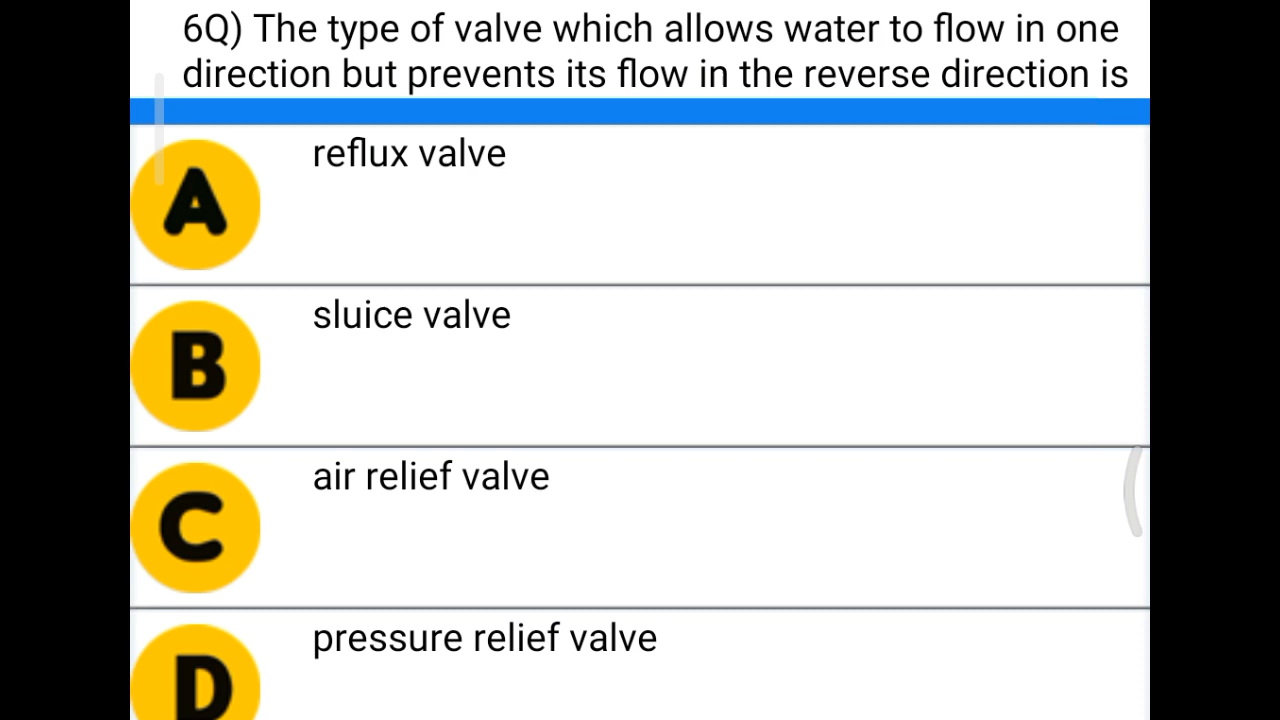 6Q) The type of valve which allows water to flow in one
direction but prevents its flow in the reverse direction is
A
reflux valve
B
sluice valve
C
air relief valve
D
pressure relief valve